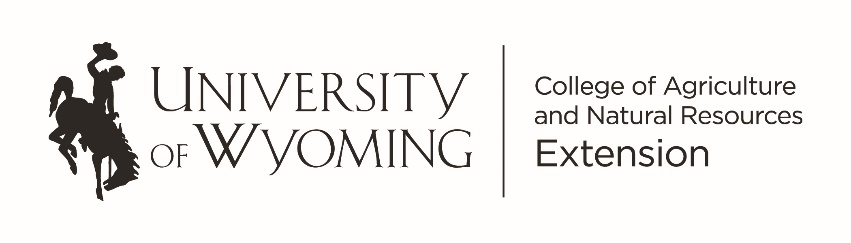 UNIVERSITY
OF WYOMING
College of Agriculture
and Natural Resources
Extension